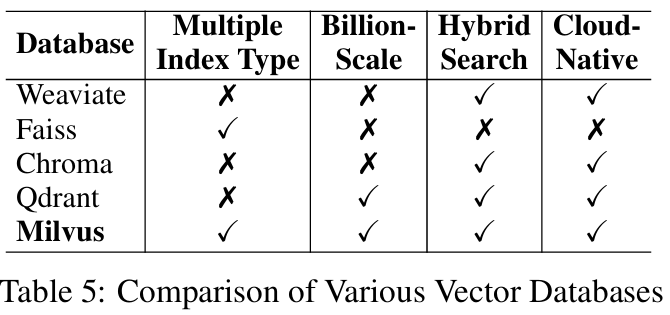 Database Multiple Index Type Billion-Scale Hybrid Search Cloud-Native
Weaviate ✗ ✗ ✓ ✓
Faiss ✓ ✗ ✗ ✗
Chroma ✗ ✗ ✓ ✓
Qdrant ✗ ✓ ✓ ✓
Milvus ✓ ✓ ✓ ✓
Table 5: Comparison of Various Vector Databases